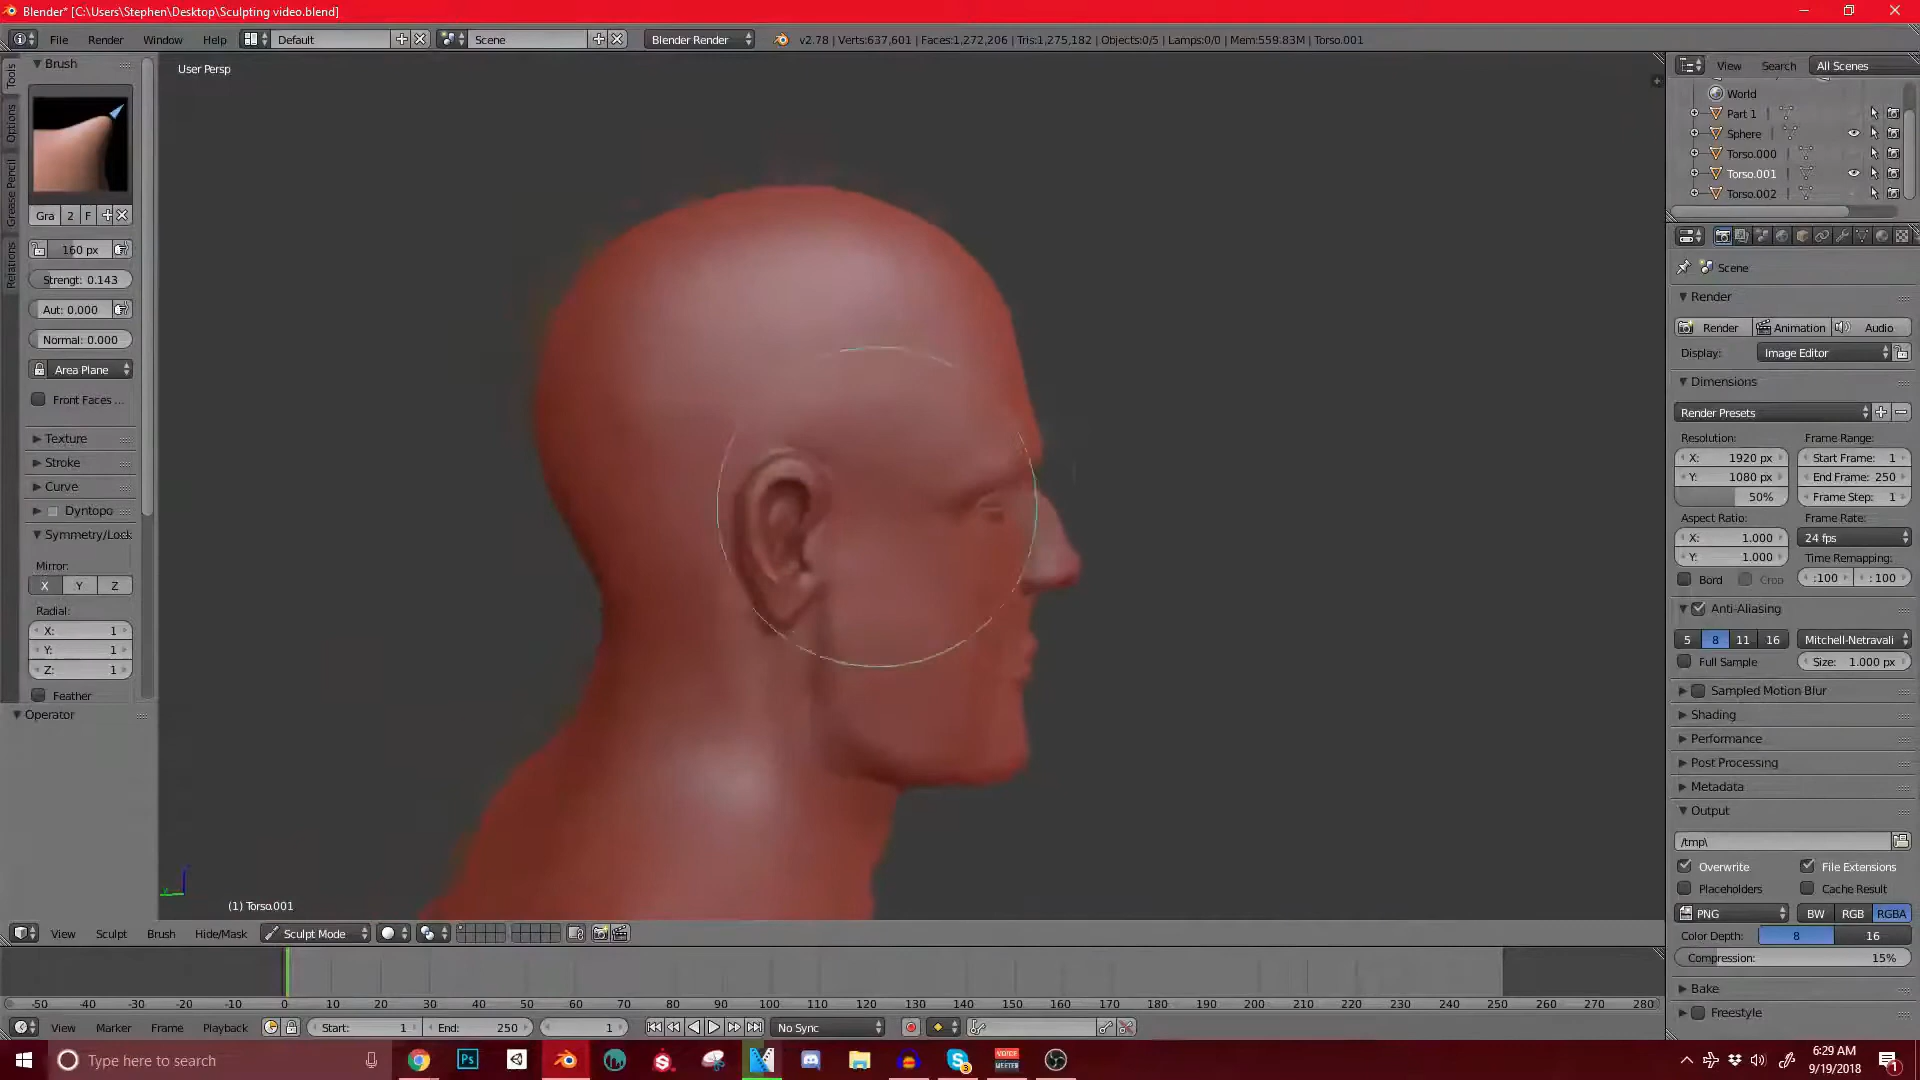 Blender* [C:\Users\Stephen\Desktop\Sculpting video.blend]
File Render Window Help Default Scene Blender Render v2.78 | Verts:637,601 | Faces:1,272,206 | Tris:1,275,182 | Objects:0/5 | Lamps:0/0 | Mem:559.83M | Torso.001
Tools
Options
Grease Pencil
Relations
Brush
Gra 2 F
160 px
Strengt: 0.143
Aut: 0.000
Normal: 0.000
Area Plane
Front Faces ...
Texture
Stroke
Curve
Dyntopo
Symmetry/Lock
Mirror:
X Y Z
Radial:
X: 1
Y: 1
Z: 1
Feather
Operator
User Persp
(1) Torso.001
View Sculpt Brush Hide/Mask Sculpt Mode
View Search All Scenes
World
Part 1
Sphere
Torso.000
Torso.001
Torso.002
Scene
Render
Render Animation Audio
Display: Image Editor
Dimensions
Render Presets
Resolution: Frame Range:
X: 1920 px Start Frame: 1
Y: 1080 px End Frame: 250
50% Frame Step: 1
Aspect Ratio: Frame Rate:
X: 1.000 24 fps
Y: 1.000 Time Remapping:
Bord Crop :100 : 100
Anti-Aliasing
5 8 11 16 Mitchell-Netravali
Full Sample Size: 1.000 px
Sampled Motion Blur
Shading
Performance
Post Processing
Metadata
Output
/tmp\
Overwrite File Extensions
Placeholders Cache Result
PNG BW RGB RGBA
Color Depth: 8 16
Compression: 15%
Bake
Freestyle
-50 -40 -30 -20 -10 0 10 20 30 40 50 60 70 80 90 100 110 120 130 140 150 160 170 180 190 200 210 220 230 240 250 260 270 280
View Marker Frame Playback Start: 1 End: 250 1 No Sync
Type here to search
6:29 AM
9/19/2018